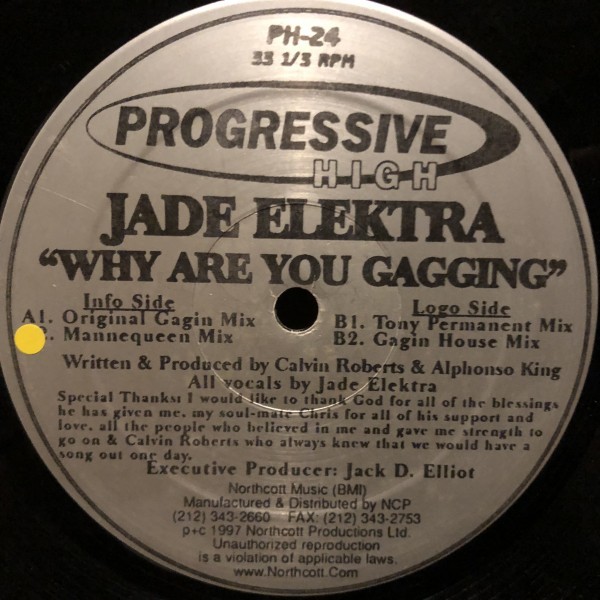 PH-24
33 1/3 RPM
PROGRESSIVE
HIGH
JADE ELEKTRA
"WHY ARE YOU GAGGING"
Info Side
A1. Original Gagin Mix
2. Mannequeen Mix
Logo Side
B1. Tony Permanent Mix
B2. Gagin House Mix
Written & Produced by Calvin Roberts & Alphonso King
All vocals by Jade Elektra
Special Thanks: I would like to thank God for all of the blessings
he has given me. my soul-mate Chris for all of his support and
love. all the people who believed in me and gave me strength to
go on & Calvin Roberts who always knew that we would have a
song out one day.
Executive Producer: Jack D. Elliot
Northcott Music (BMI)
Manufactured & Distributed by NCP
(212) 343-2660 FAX: (212) 343-2753
p+c 1997 Northcott Productions Ltd.
Unauthorized reproduction
is a violation of applicable laws.
www.Northcott.Com